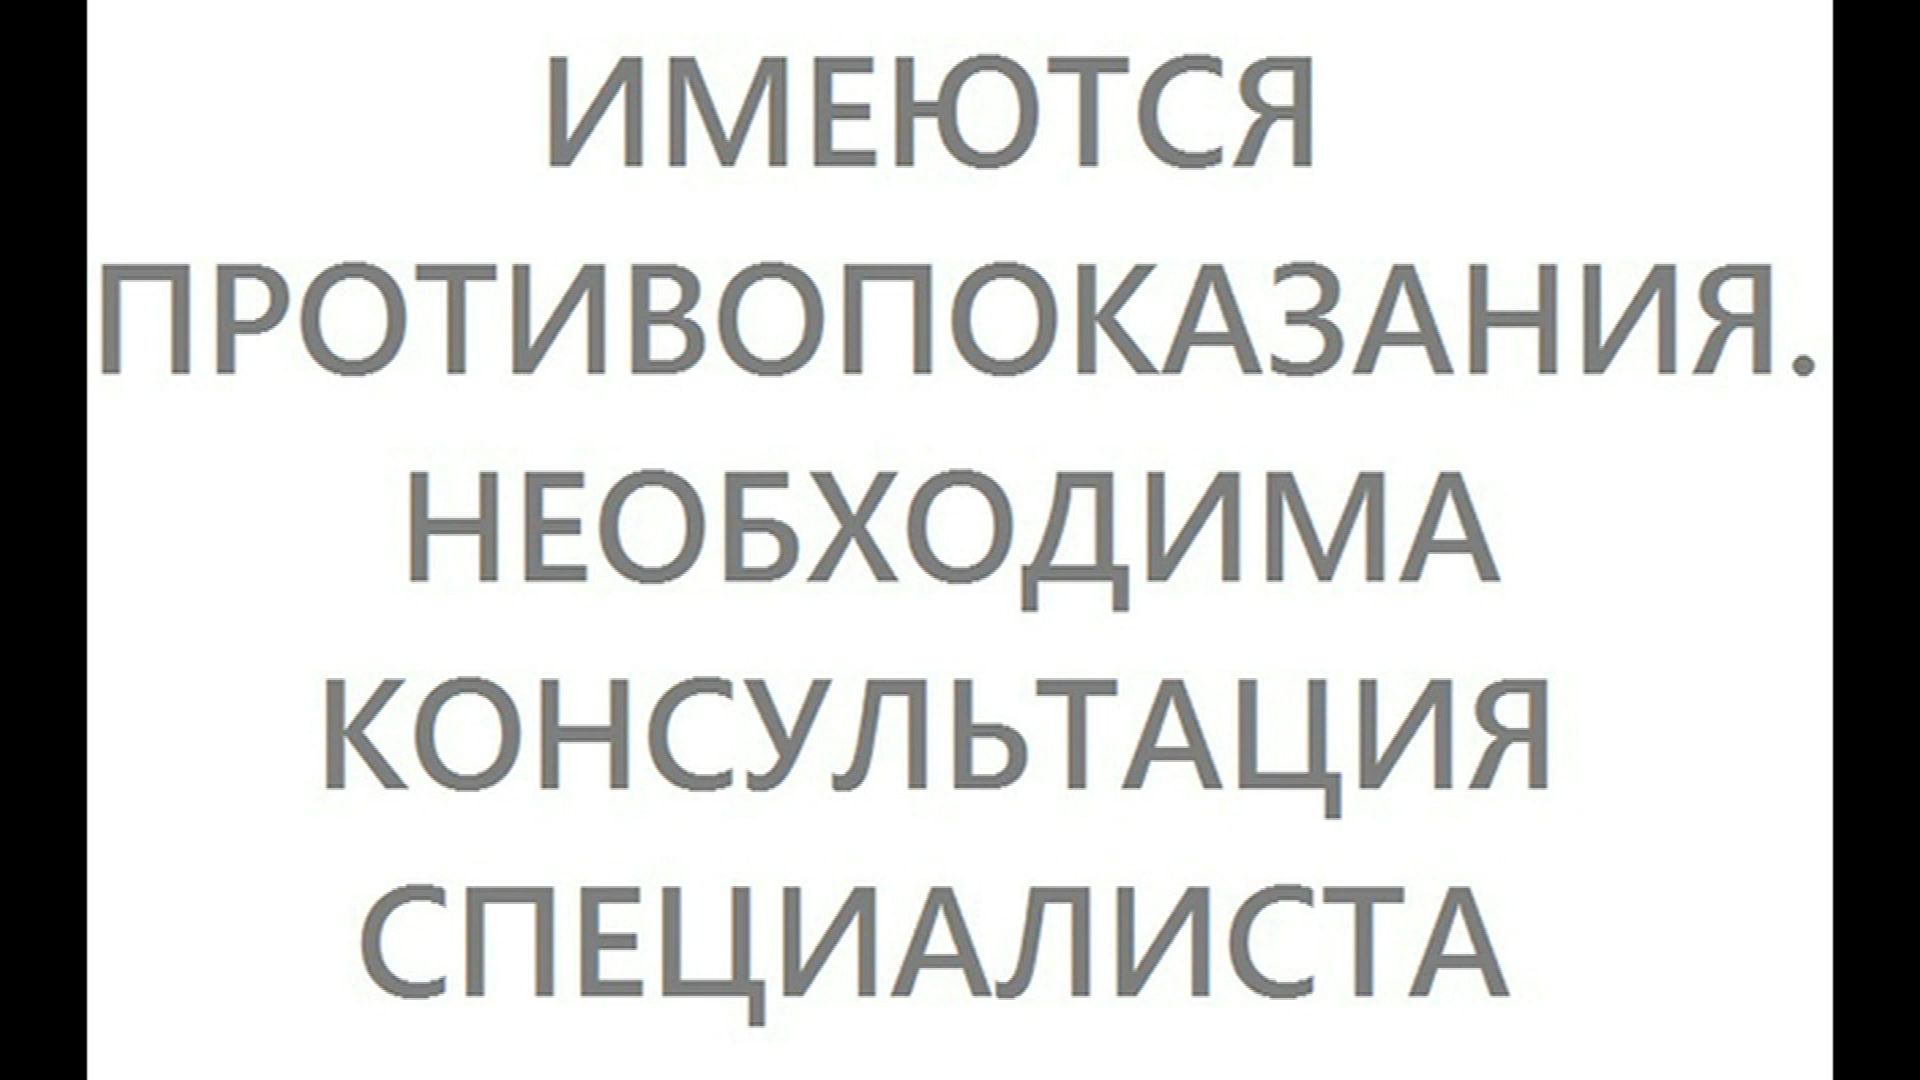 ИМЕЮТСЯ
ПРОТИВОПОКАЗАНИЯ.
НЕОБХОДИМА
КОНСУЛЬТАЦИЯ
СПЕЦИАЛИСТА